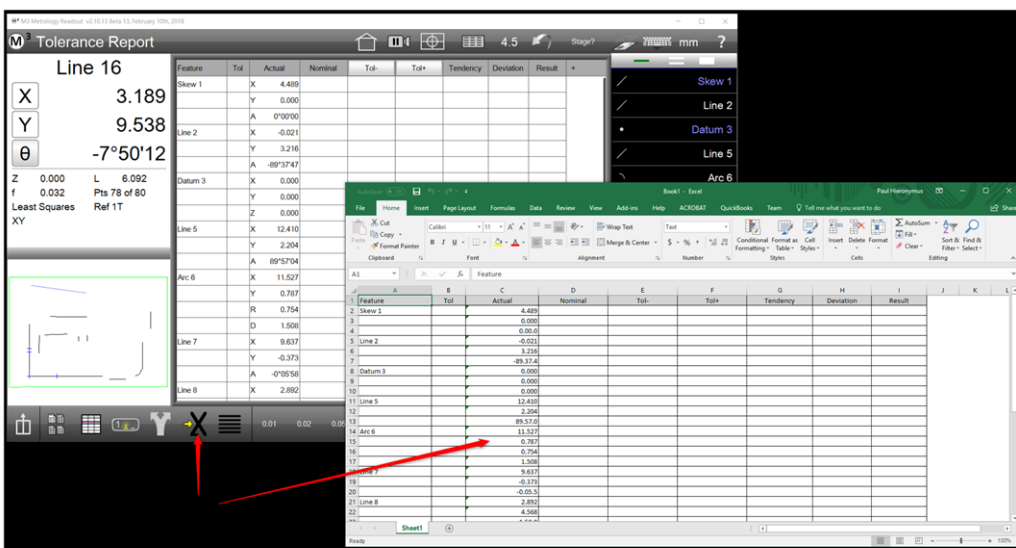 M³ M3 Metrology Readout v2.10.13 Beta 13, February 10th, 2018
M³ Tolerance Report
4.5 Stage? mm ?
Line 16
X 3.189
Y 9.538
θ -7°50'12
Z 0.000 L 6.092
f 0.032 Pts 78 of 80
Least Squares Ref 1T
XY
Feature Tol Actual Nominal Tol- Tol+ Tendency Deviation Result +
Skew 1 X 4.489
Y 0.000
A 0°00'00
Line 2 X -0.021
Y 3.216
A -89°37'47
Datum 3 X 0.000
Y 0.000
Z 0.000
Line 5 X 12.410
Y 2.204
A 89°57'04
Arc 6 X 11.527
Y 0.787
R 0.754
D 1.508
Line 7 X 9.637
Y -0.373
A -0°05'58
Line 8 X 2.892
Skew 1
Line 2
Datum 3
Line 5
Arc 6
0.01 0.02 0.05
AutoSave Book1 - Excel Paul Hieronymus
File Home Insert Page Layout Formulas Data Review View Add-ins Help ACROBAT QuickBooks Team Tell me what you want to do Share
Paste Cut Calibri 11 Wrap Text Text AutoSum
Copy Fill
Format Painter B I U Merge & Center $ % Conditional Formatting Format as Table Cell Styles Insert Delete Format Clear Sort & Filter Find & Select
Clipboard Font Alignment Number Styles Cells Editing
A1 fx Feature
A B C D E F G H I J K L
1 Feature Tol Actual Nominal Tol- Tol+ Tendency Deviation Result
2 Skew 1 4.489
3 0.000
4 0.00.0
5 Line 2 -0.021
6 3.216
7 -89.37.4
8 Datum 3 0.000
9 0.000
10 0.000
11 Line 5 12.410
12 2.204
13 89.57.0
14 Arc 6 11.527
15 0.787
16 0.754
17 1.508
18 Line 7 9.637
19 -0.373
20 -0.05.5
21 Line 8 2.892
22 4.568
Sheet1
Ready 100%